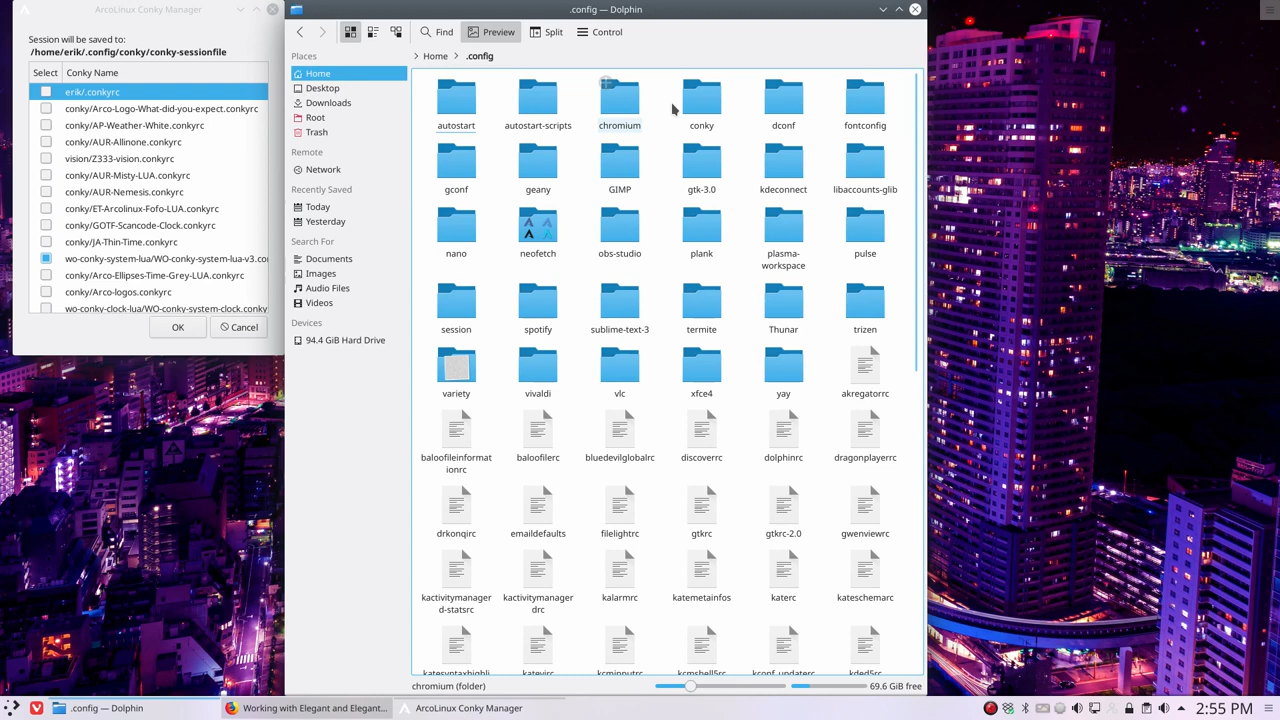 ArcoLinux Conky Manager
Session will be saved to:
/home/erik/.config/conky/conky-sessionfile
Select Conky Name
erik/.conkyrc
conky/Arco-Logo-What-did-you-expect.conkyrc
conky/AP-Weather-White.conkyrc
conky/AUR-Allinone.conkyrc
vision/Z333-vision.conkyrc
conky/AUR-Misty-LUA.conkyrc
conky/AUR-Nemesis.conkyrc
conky/ET-Arcolinux-Fofo-LUA.conkyrc
conky/GOTF-Scancode-Clock.conkyrc
conky/JA-Thin-Time.conkyrc
wo-conky-system-lua/WO-conky-system-lua-v3.co
conky/Arco-Ellipses-Time-Grey-LUA.conkyrc
conky/Arco-logos.conkyrc
wo-conky-clock-lua/WO-conky-system-clock.conky
OK Cancel
.config — Dolphin
Find Preview Split Control
Places
Home
Desktop
Downloads
Root
Trash
Remote
Network
Recently Saved
Today
Yesterday
Search For
Documents
Images
Audio Files
Videos
Devices
94.4 GiB Hard Drive
Home .config
autostart autostart-scripts chromium conky dconf fontconfig
gconf geany GIMP gtk-3.0 kdeconnect libaccounts-glib
nano neofetch obs-studio plank plasma-workspace pulse
session spotify sublime-text-3 termite Thunar trizen
variety vivaldi vlc xfce4 yay akregatorrc
baloofileinformationrc baloofilerc bluedevilglobalrc discoverrc dolphinrc dragonplayerrc
drkonqirc emaildefaults filelightrc gtkrc gtkrc-2.0 gwenviewrc
kactivitymanagerd-statsrc kactivitymanagerdrc kalarmrc katemetainfos katerc kateschemarc
katesyntaxhighli katevirc kcminputrc kcmshell5rc kconf_updaterc kded5rc
chromium (folder) 69.6 GiB free
.config — Dolphin
Working with Elegant and Elegant...
ArcoLinux Conky Manager
2:55 PM